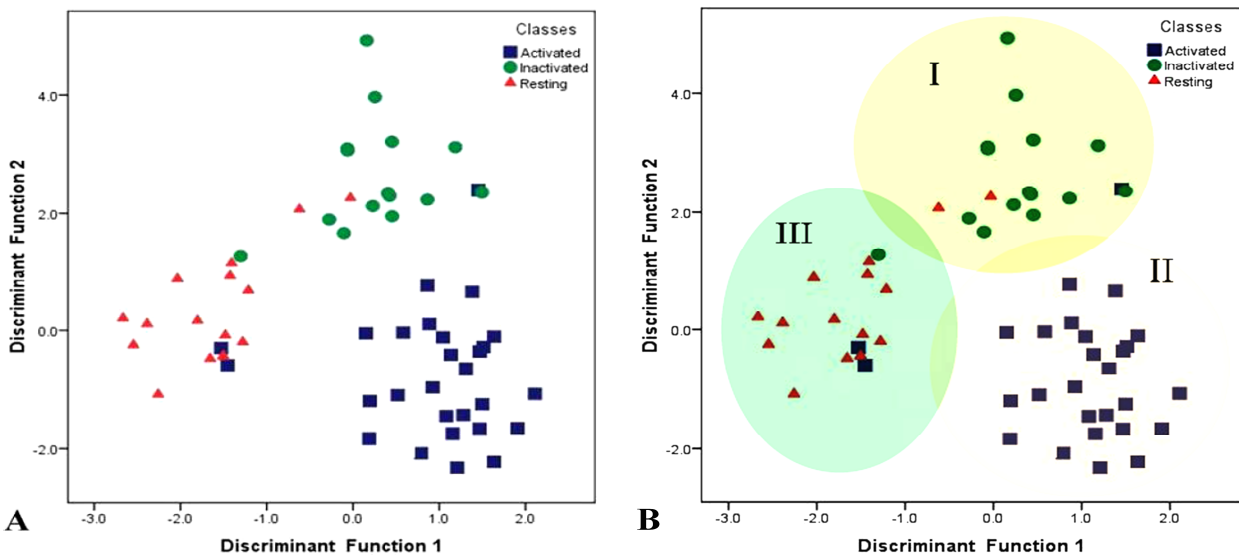 Classes
Activated
Inactivated
Resting
4.0
2.0
0.0
-2.0
-3.0 -2.0 -1.0 0.0 1.0 2.0
Discriminant Function 2
Discriminant Function 1
A
Classes
Activated
Inactivated
Resting
I
II
III
4.0
2.0
0.0
-2.0
-3.0 -2.0 -1.0 0.0 1.0 2.0
Discriminant Function 2
Discriminant Function 1
B